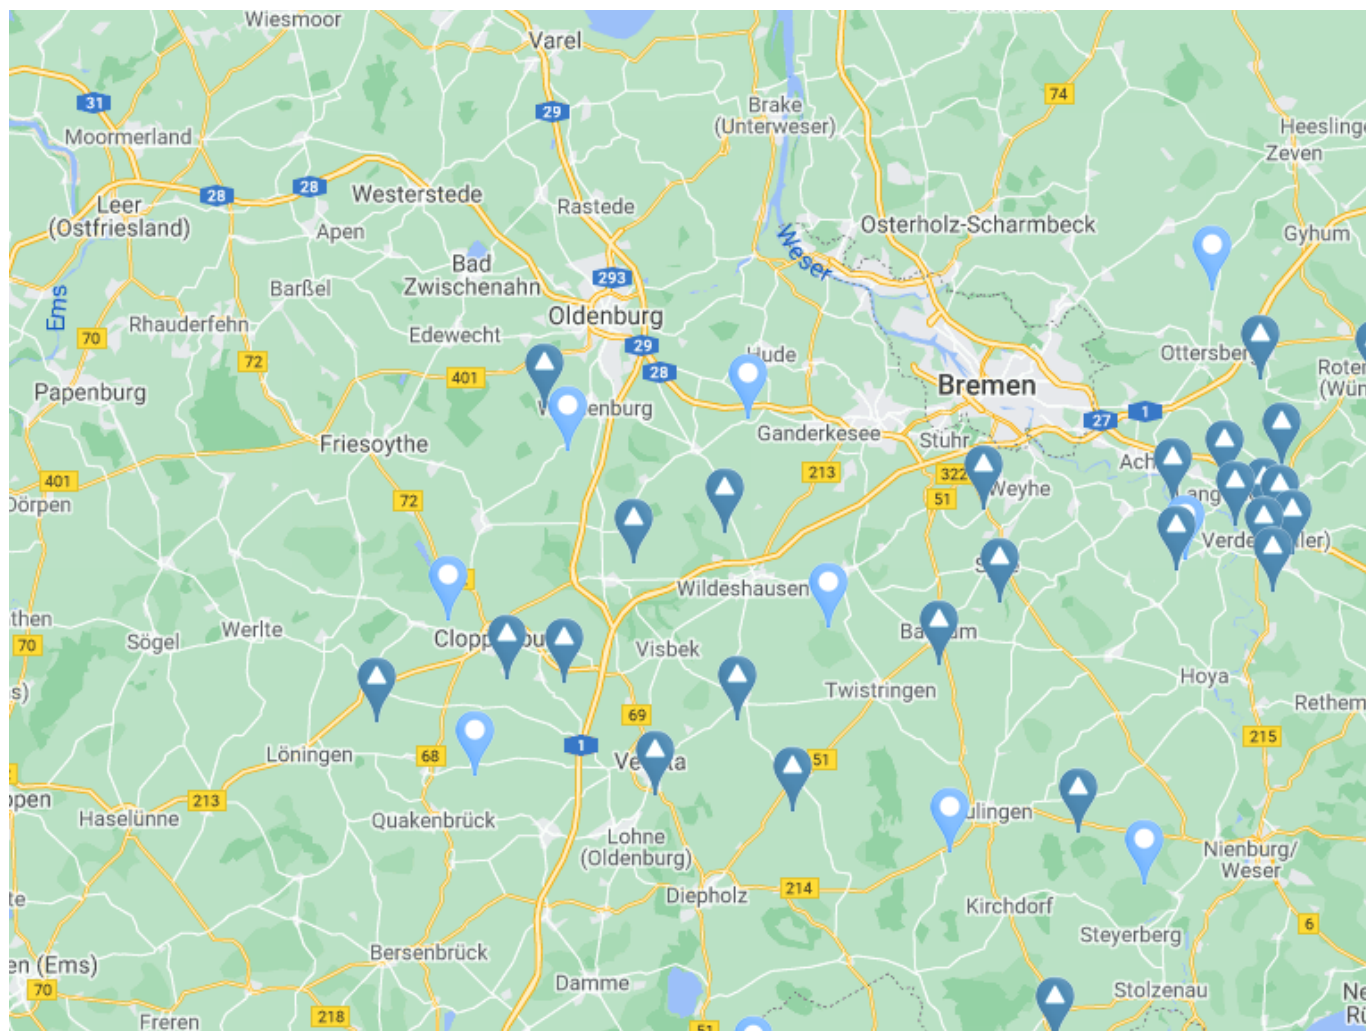 Wiesmoor
Varel
31
29
74
Brake
(Unterweser)
Moormerland
Zeven
28
28
Westerstede
Rastede
Leer
(Ostfriesland)
Apen
Osterholz-Scharmbeck
Gyhum
Weser
Bad
Zwischenahn
293
Barßel
Ems
Oldenburg
Rhauderfehn
Edewecht
70
29
Hude
72
28
401
Papenburg
Bremen
1
27
Friesoythe
Ganderkesee
Stuhr
213
322
51
Weyhe
401
Dörpen
72
Wildeshausen
Werlte
Sögel
70
Visbek
Twistringen
Hoya
69
215
1
51
68
Löningen
213
Haselünne
Quakenbrück
Lohne
(Oldenburg)
Nienburg/
Weser
Diepholz
214
Kirchdorf
6
Steyerberg
Bersenbrück
70
Damme
Stolzenau
Freren
218
51